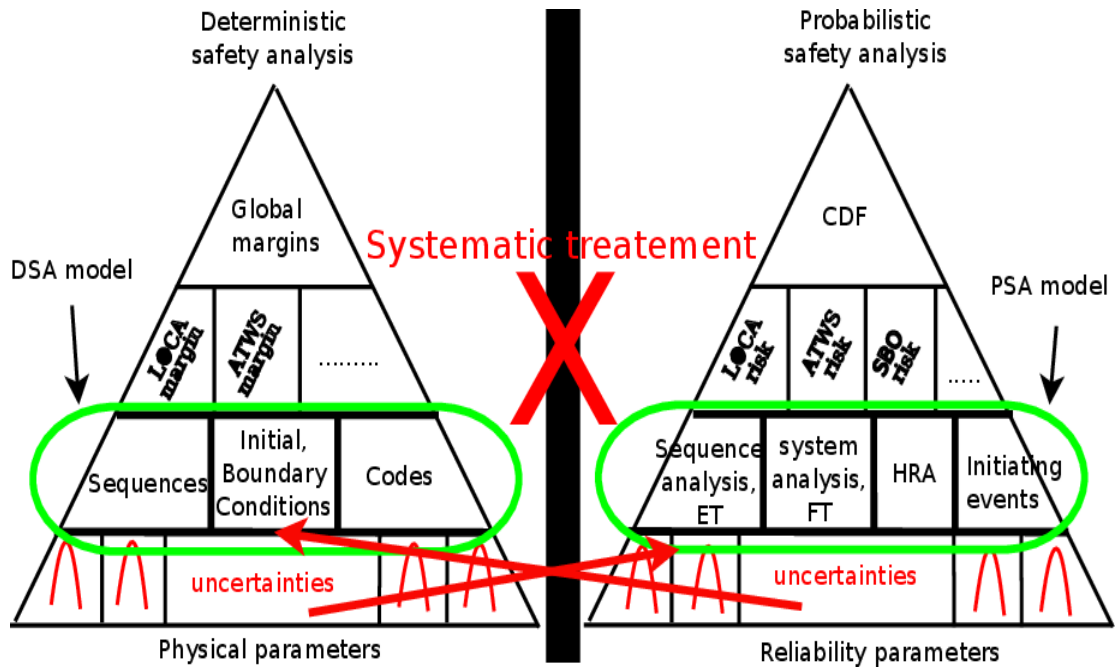 Deterministic
safety analysis
Probabilistic
safety analysis
Global
margins
CDF
Systematic treatement
X
DSA model
PSA model
LOCA
margin
ATWS
margin
.........
LOCA
risk
ATWS
risk
SBO
risk
.....
Sequences
Initial,
Boundary
Conditions
Codes
Sequence
analysis,
ET
system
analysis,
FT
HRA
Initiating
events
uncertainties
uncertainties
Physical parameters
Reliability parameters